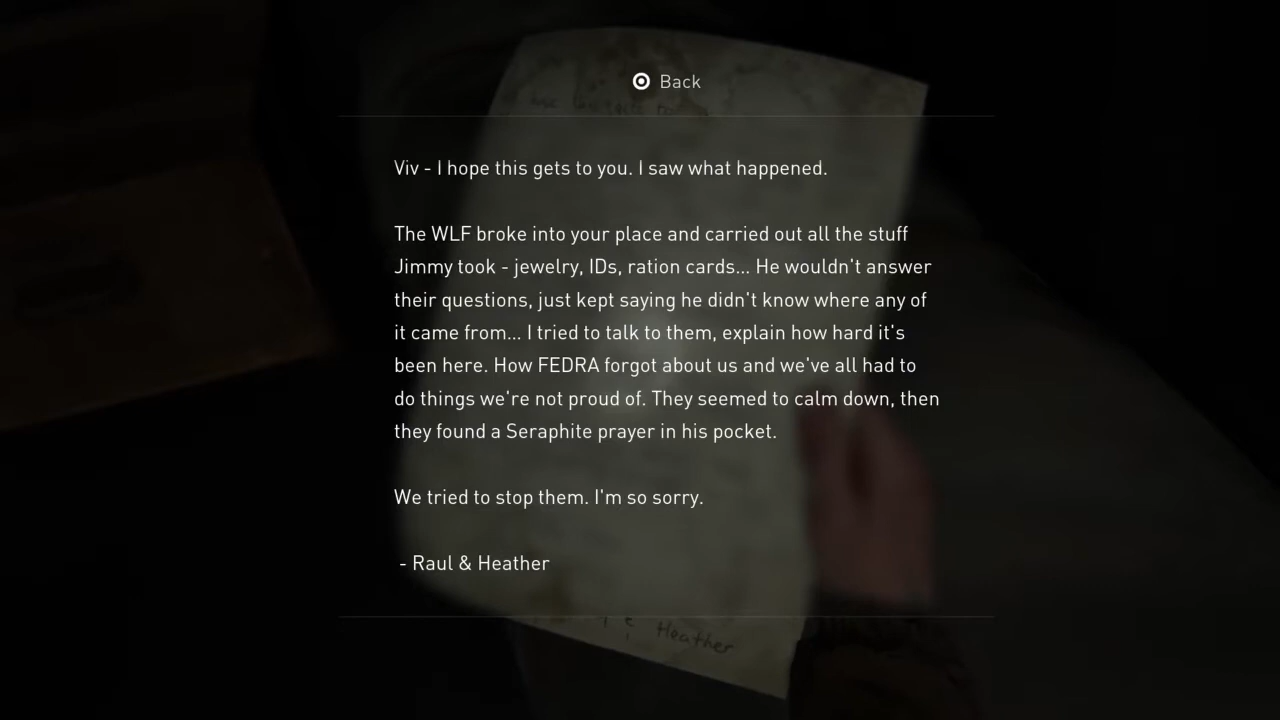 Back
Viv - I hope this gets to you. I saw what happened.
The WLF broke into your place and carried out all the stuff
Jimmy took - jewelry, IDs, ration cards... He wouldn't answer
their questions, just kept saying he didn't know where any of
it came from... I tried to talk to them, explain how hard it's
been here. How FEDRA forgot about us and we've all had to
do things we're not proud of. They seemed to calm down, then
they found a Seraphite prayer in his pocket.
We tried to stop them. I'm so sorry.
- Raul & Heather
Heather